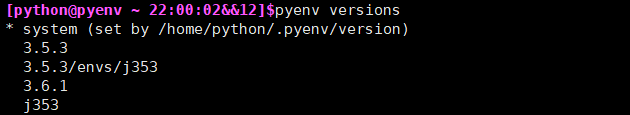 [python@pyenv ~ 22:00:02&&12]$pyenv versions
* system (set by /home/python/.pyenv/version)
  3.5.3
  3.5.3/envs/j353
  3.6.1
  j353